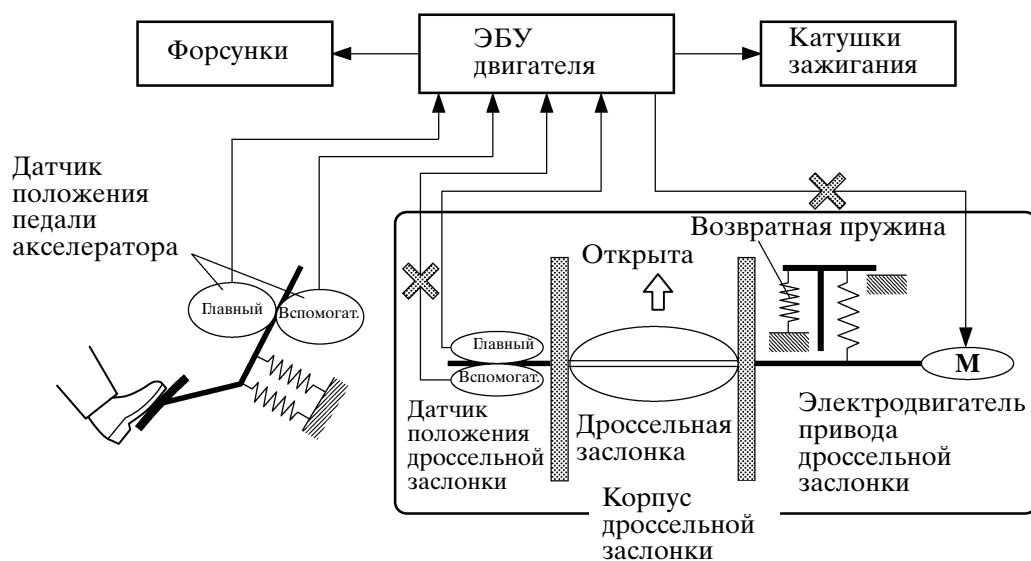 Форсунки
ЭБУ
двигателя
Катушки
зажигания
Датчик
положения
педали
акселератора
Главный
Вспомогат.
Возвратная пружина
Открыта
Главный
Вспомогат.
М
Датчик
положения
дроссельной
заслонки
Дроссельная
заслонка
Электродвигатель
привода
дроссельной
заслонки
Корпус
дроссельной
заслонки